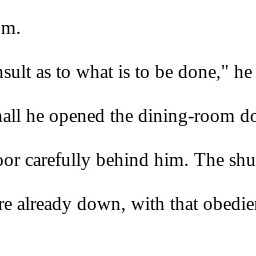 m.
nsult as to what is to be done," he
hall he opened the dining-room do
oor carefully behind him. The shu
re already down, with that obedie